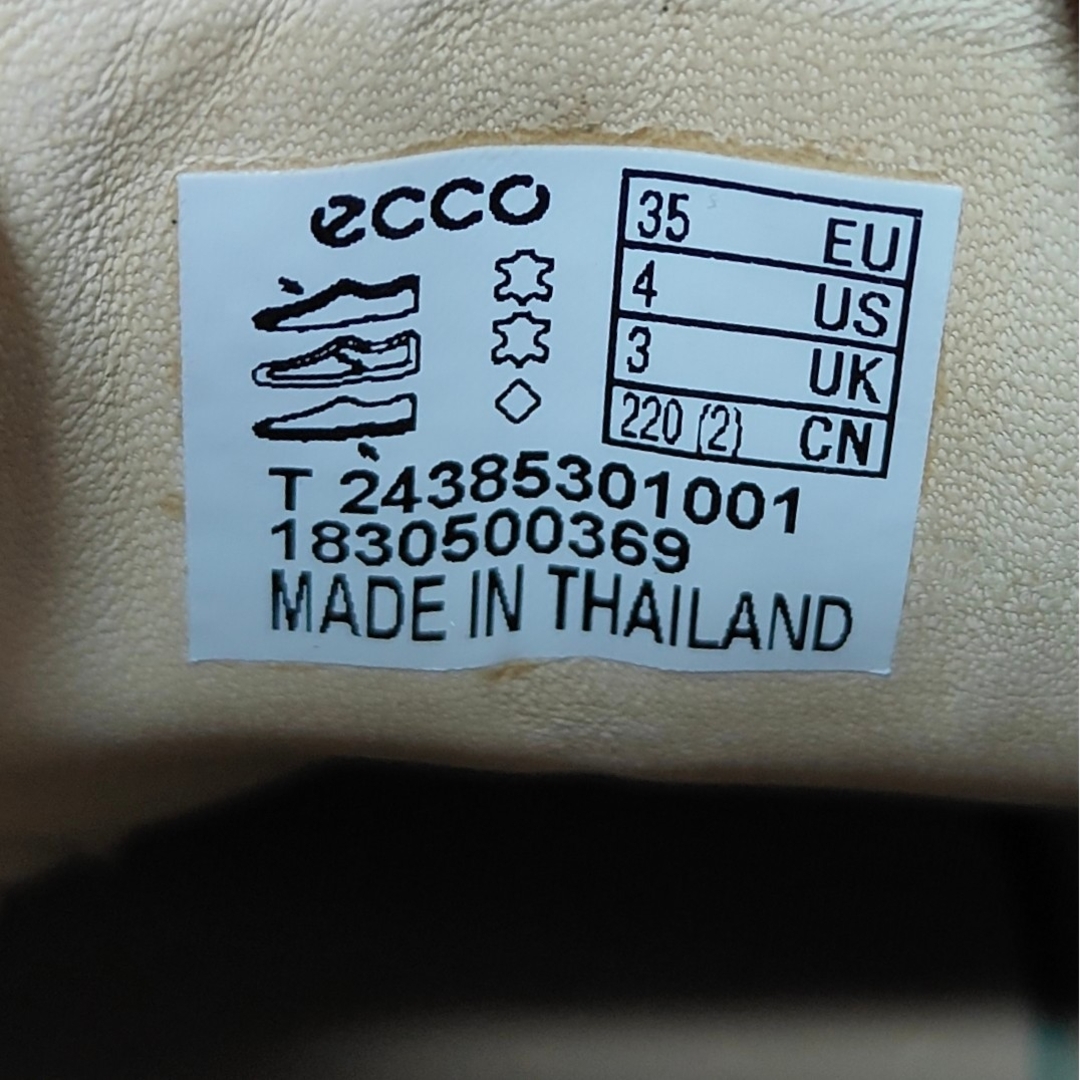 ecco
35 EU
4 US
3 UK
220 (2) CN
T 24385301001
1830500369
MADE IN THAILAND